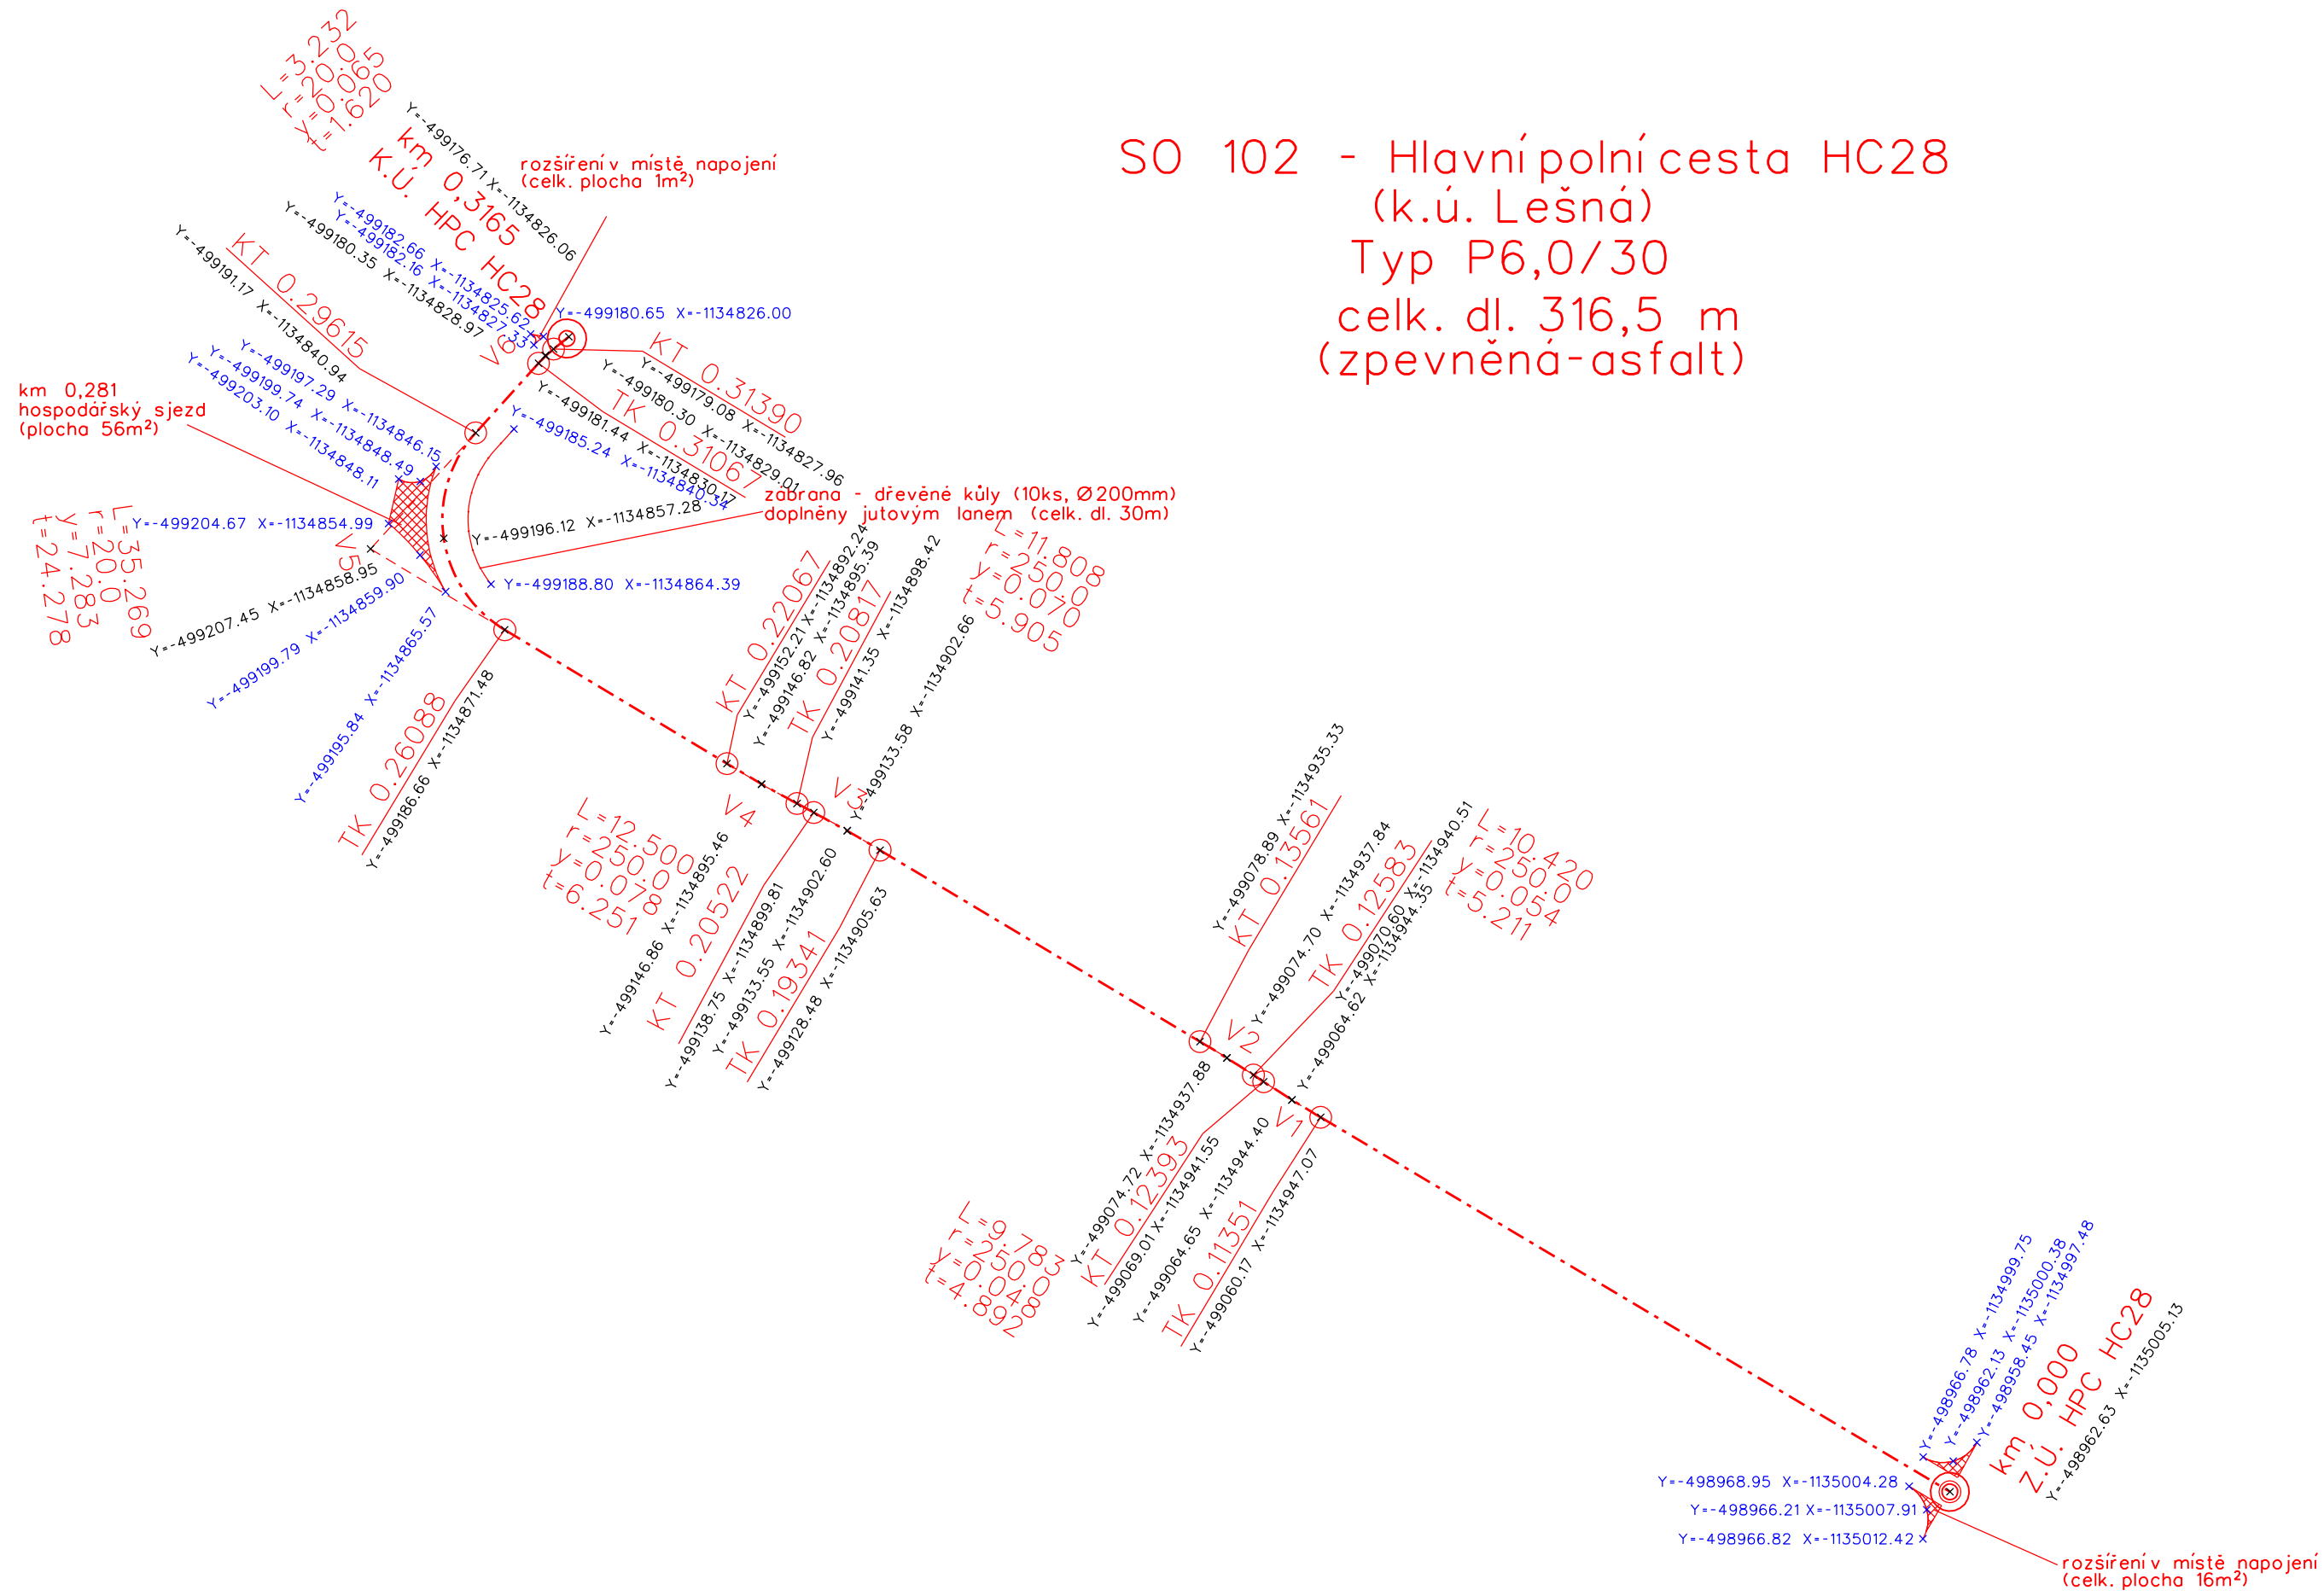 SO 102 - Hlavní polní cesta HC28
(k.ú. Lešná)
Typ P6,0/30
celk. dl. 316,5 m
(zpevněná-asfalt)
L=3.232
r=20.0
y=0.065
t=1.620
Y=-499176.71 X=-1134826.06
km 0,3165
K.Ú. HPC HC28
rozšíření v místě napojení
(celk. plocha 1m²)
Y=-499182.66 X=-1134825.62
Y=-499182.16 X=-1134827.33
Y=-499180.35 X=-1134828.97
V6
Y=-499180.65 X=-1134826.00
KT 0.29615
Y=-499191.17 X=-1134840.94
KT 0.31390
Y=-499179.08 X=-1134827.96
Y=-499180.30 X=-1134829.01
TK 0.31067
Y=-499181.44 X=-1134830.17
Y=-499185.24 X=-1134840.34
Y=-499197.29 X=-1134846.15
Y=-499199.74 X=-1134848.49
Y=-499203.10 X=-1134848.11
km 0,281
hospodářský sjezd
(plocha 56m²)
Y=-499204.67 X=-1134854.99
zábrana - dřevěné kůly (10ks, Ø200mm)
doplněny jutovým lanem (celk. dl. 30m)
Y=-499196.12 X=-1134857.28
L=35.269
r=20.0
y=7.283
t=24.278
V5
Y=-499207.45 X=-1134858.95
Y=-499199.79 X=-1134859.90
Y=-499195.84 X=-1134865.57
Y=-499188.80 X=-1134864.39
TK 0.26088
Y=-499186.66 X=-1134871.48
KT 0.22067
Y=-499152.21 X=-1134892.24
Y=-499146.82 X=-1134895.39
TK 0.20817
Y=-499141.35 X=-1134898.42
L=11.808
r=250.0
y=0.070
t=5.905
V3
Y=-499133.58 X=-1134902.66
V4
L=12.500
r=250.0
y=0.078
t=6.251
Y=-499146.86 X=-1134895.46
KT 0.20522
Y=-499138.75 X=-1134899.81
Y=-499133.55 X=-1134902.60
TK 0.19341
Y=-499128.48 X=-1134905.63
Y=-499078.89 X=-1134935.33
KT 0.13561
V2
Y=-499074.70 X=-1134937.84
TK 0.12583
Y=-499070.60 X=-1134940.51
Y=-499064.62 X=-1134944.35
L=10.420
r=250.0
y=0.054
t=5.211
V1
Y=-499074.72 X=-1134937.88
KT 0.12393
Y=-499069.01 X=-1134941.55
Y=-499064.65 X=-1134944.40
TK 0.11351
Y=-499060.17 X=-1134947.07
L=9.783
r=250.0
y=0.048
t=4.892
Y=-498966.78 X=-1134999.75
Y=-498962.13 X=-1135000.38
Y=-498958.45 X=-1134997.48
km 0,000
Z.Ú. HPC HC28
Y=-498962.63 X=-1135005.13
Y=-498968.95 X=-1135004.28
Y=-498966.21 X=-1135007.91
Y=-498966.82 X=-1135012.42
rozšíření v místě napojení
(celk. plocha 16m²)